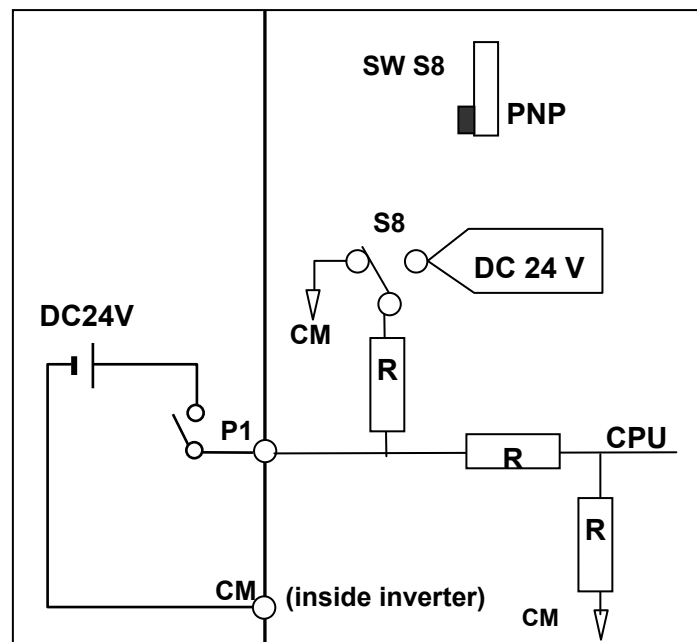 SW S8
PNP
S8
DC 24 V
DC24V
CM
R
P1
R
CPU
R
CM
(inside inverter)
CM